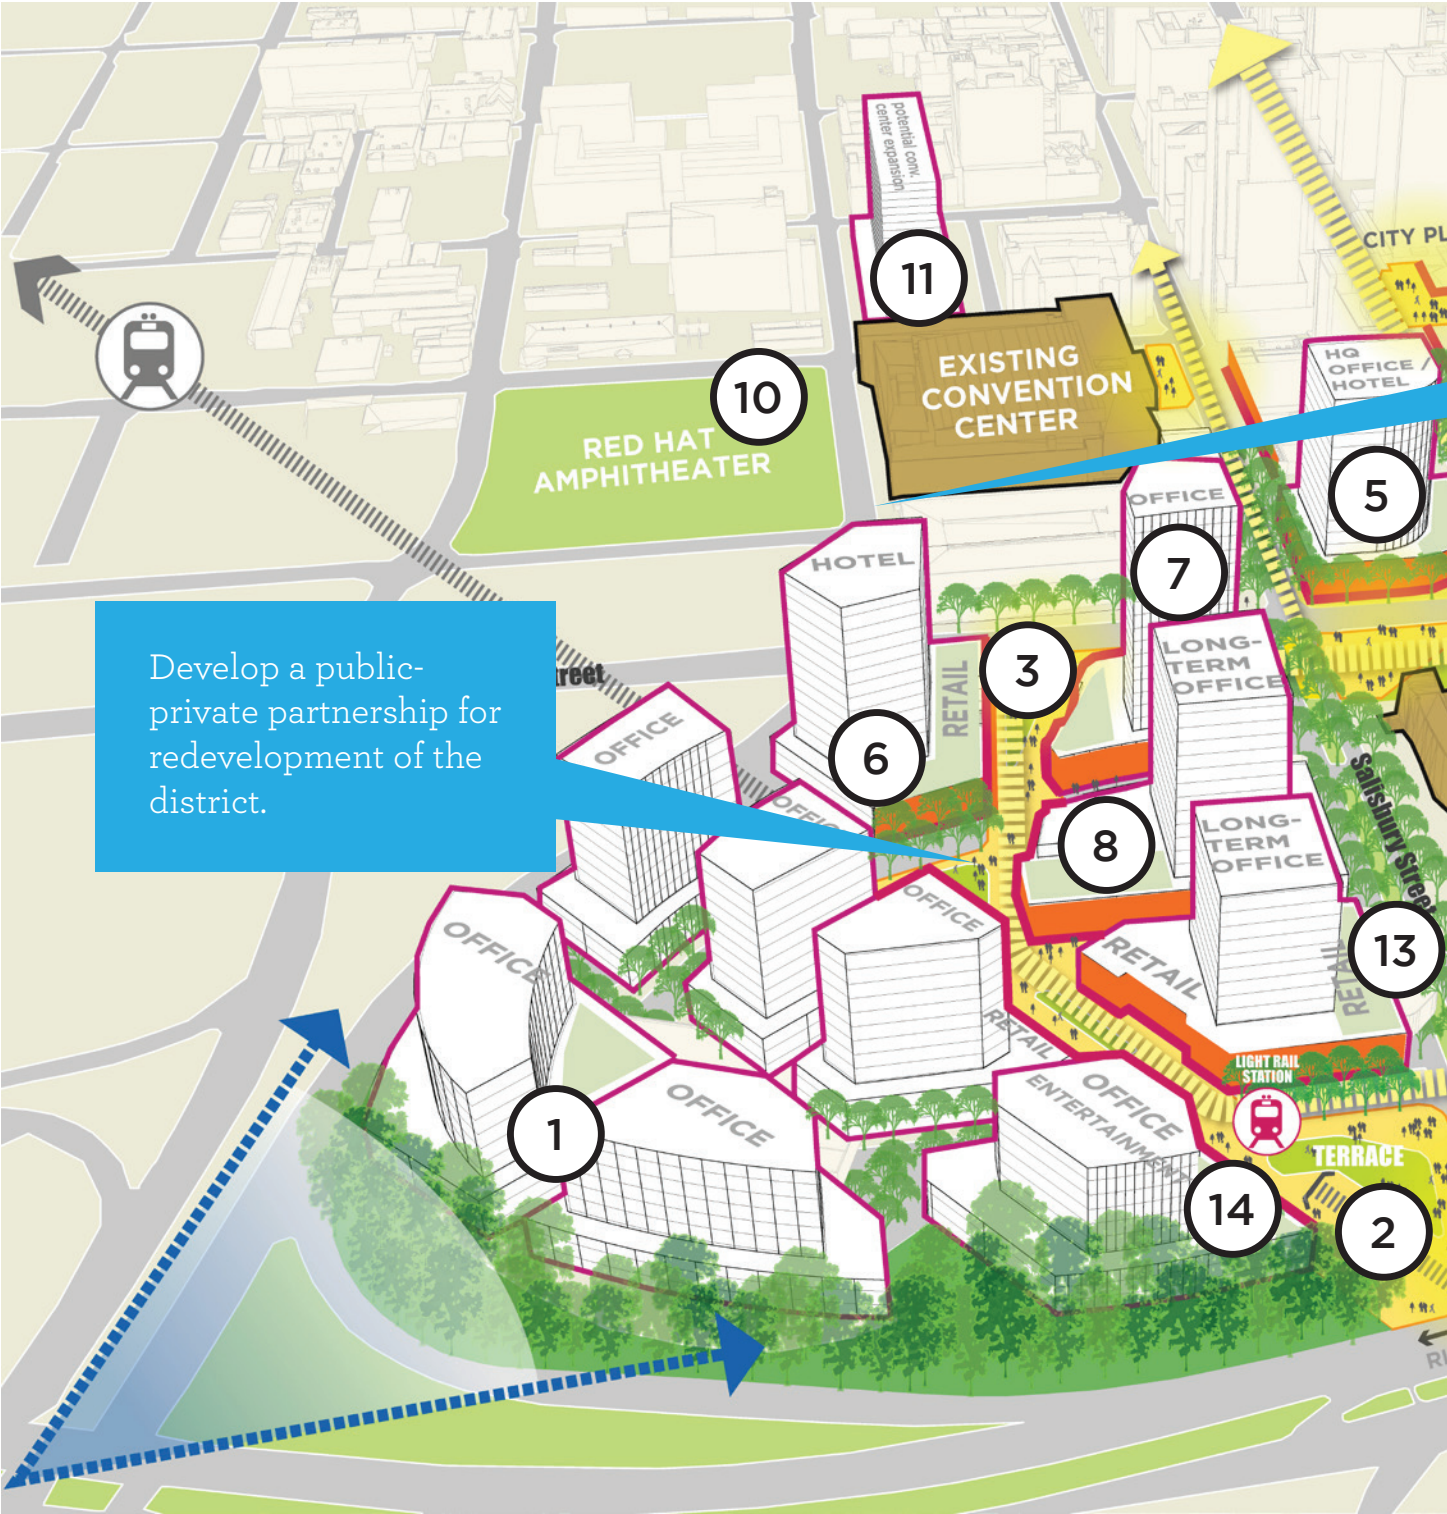 potential conv.
center expansion
11
CITY PL
EXISTING
CONVENTION
CENTER
HQ
OFFICE /
HOTEL
10
RED HAT
AMPHITHEATER
5
OFFICE
HOTEL
7
Develop a public-
private partnership for
redevelopment of the
district.
treet
LONG-
TERM
OFFICE
3
RETAIL
OFFICE
6
OFFIC
Salisbury Street
8
LONG-
TERM
OFFICE
OFFICE
OFFICE
RETAIL
RETAIL
13
RETAIL
LIGHT RAIL
STATION
OFFICE
ENTERTAINMENT
OFFICE
1
TERRACE
14
2